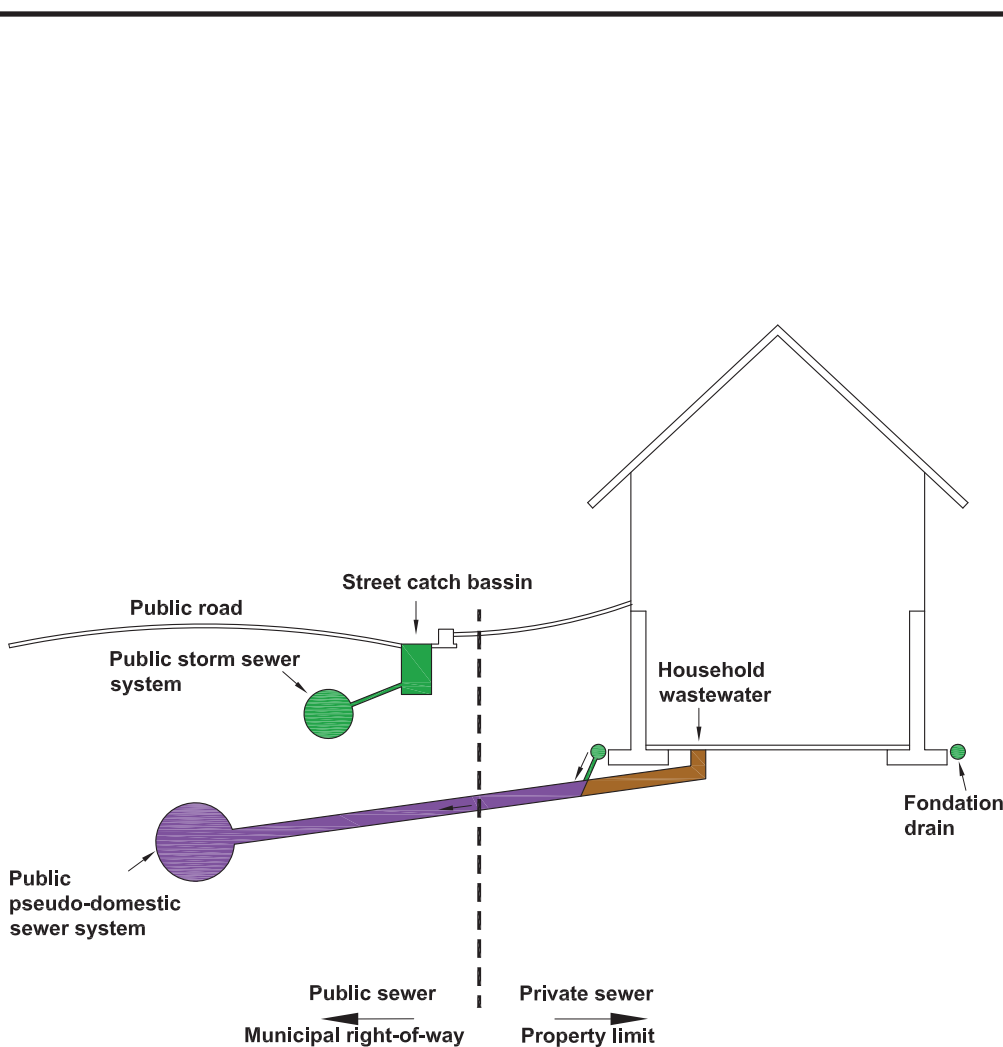 Street catch bassin
Public road
Public storm sewer
system
Household
wastewater
Fondation
drain
Public
pseudo-domestic
sewer system
Public sewer
Municipal right-of-way
Private sewer
Property limit